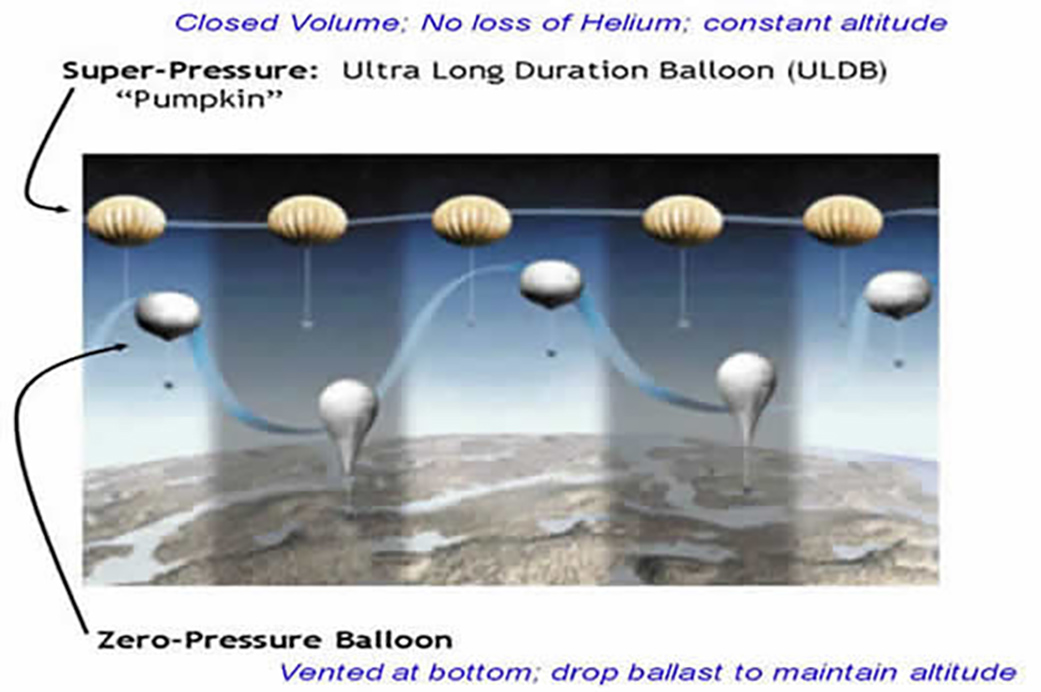 Closed Volume; No loss of Helium; constant altitude
Super-Pressure: Ultra Long Duration Balloon (ULDB)
“Pumpkin”
Zero-Pressure Balloon
Vented at bottom; drop ballast to maintain altitude